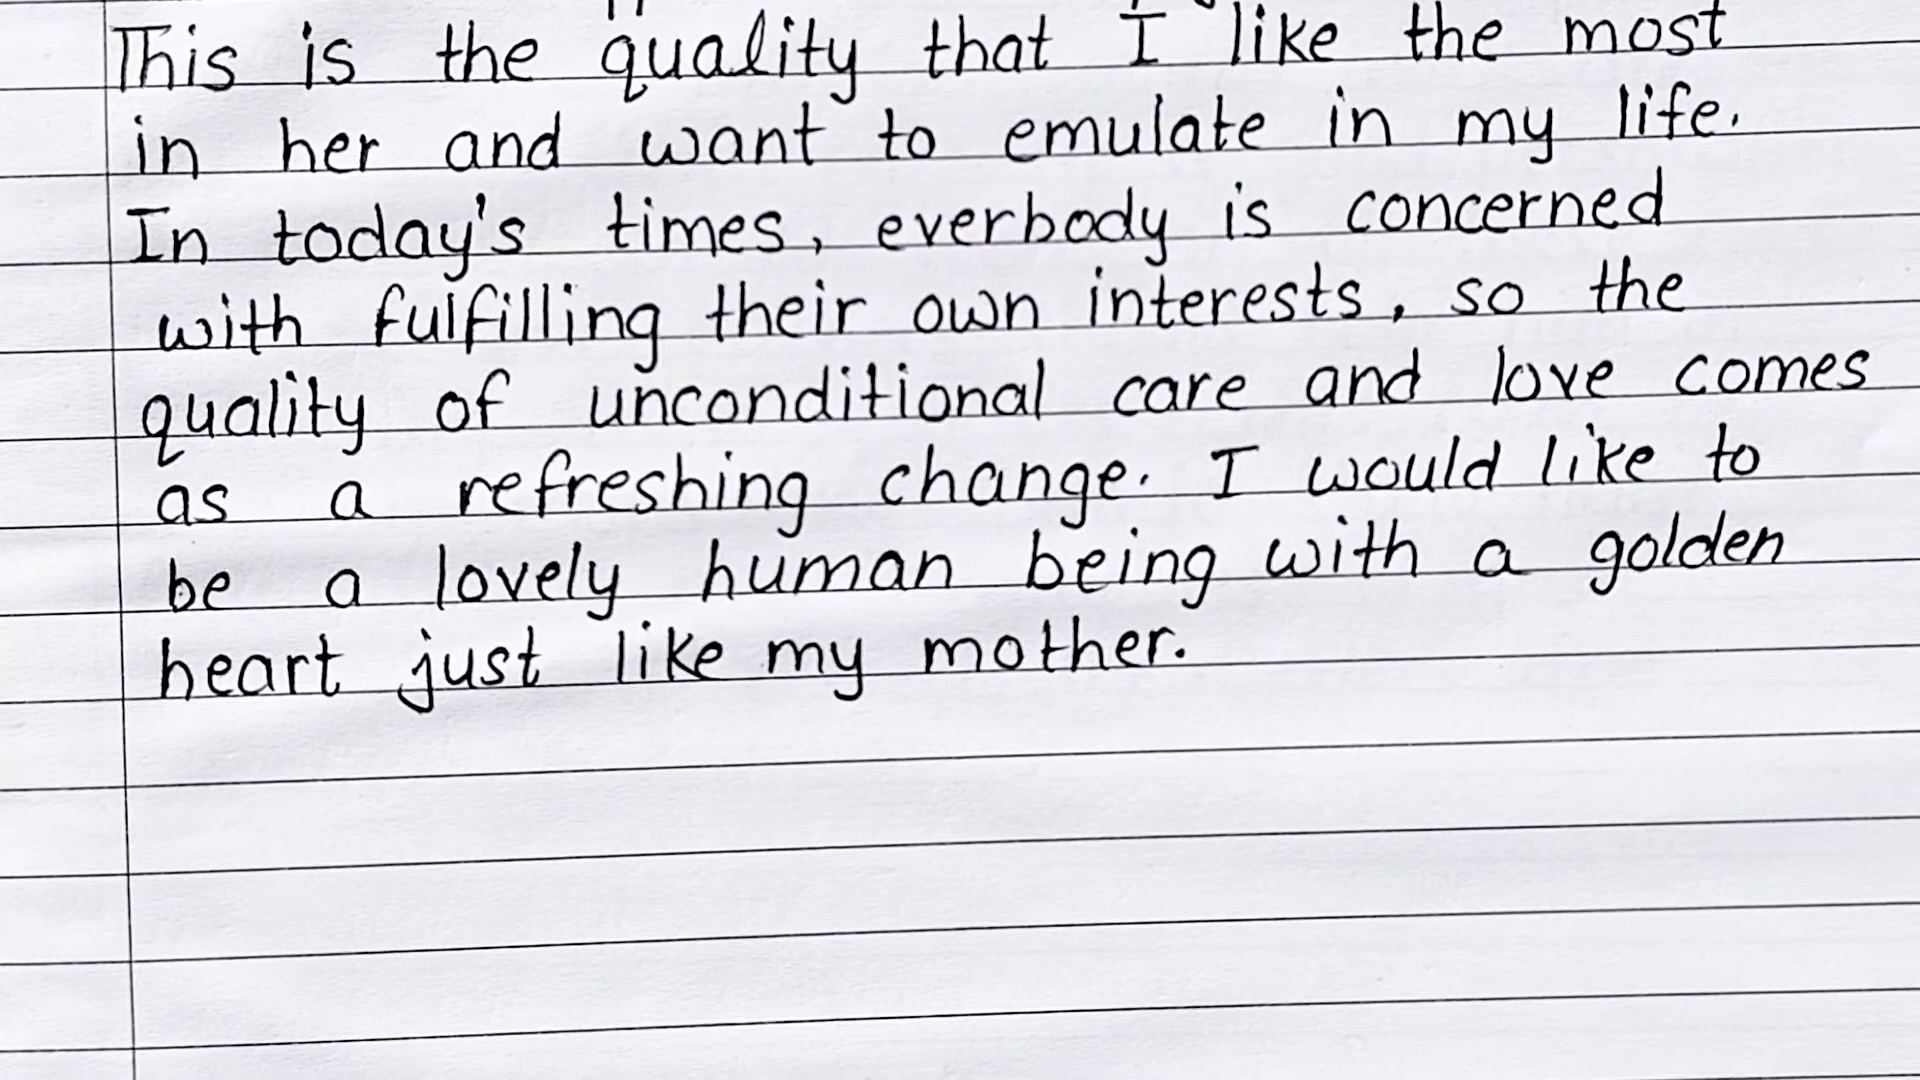 This is the quality that I like the most
in her and want to emulate in my life.
In today's times, everbody is concerned
with fulfilling their own interests, so the
quality of unconditional care and love comes
as a refreshing change. I would like to
be a lovely human being with a golden
heart just like my mother.